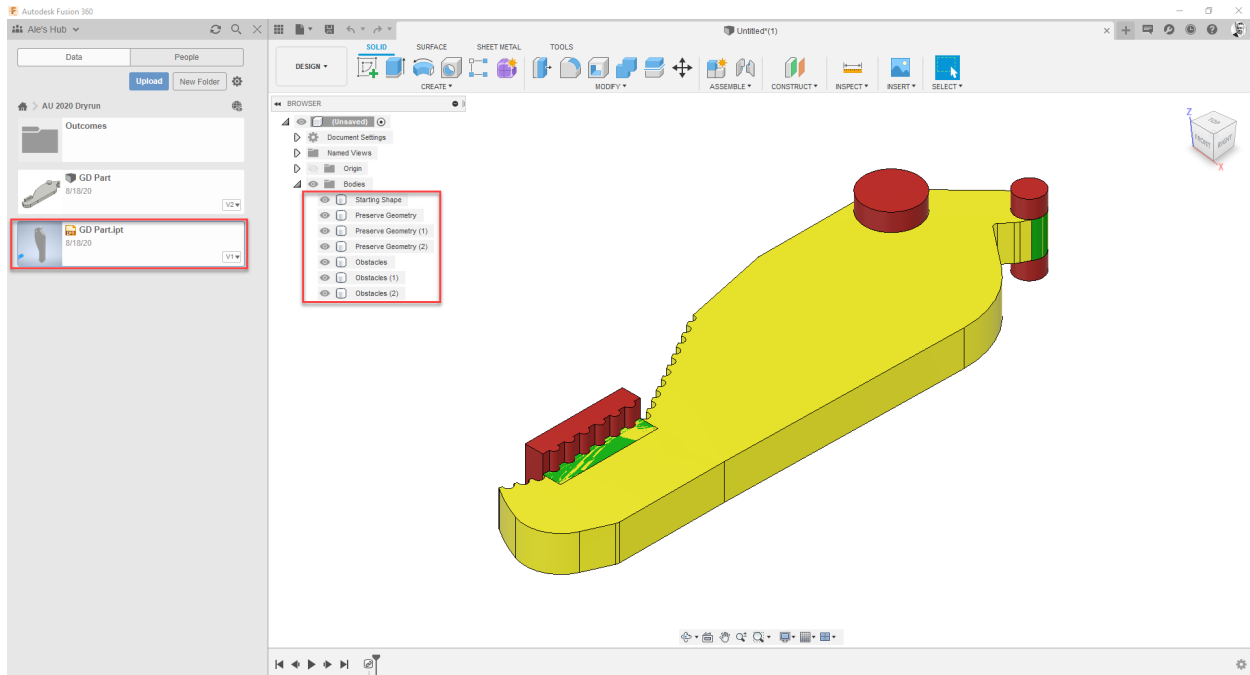 Autodesk Fusion 360
Ale's Hub
Untitled*(1)
Data
People
Upload
New Folder
AU 2020 Dryrun
Outcomes
GD Part
8/18/20
V2
GD Part.ipt
8/18/20
V1
SOLID
SURFACE
SHEET METAL
TOOLS
DESIGN
CREATE
MODIFY
ASSEMBLE
CONSTRUCT
INSPECT
INSERT
SELECT
BROWSER
(Unsaved)
Document Settings
Named Views
Origin
Bodies
Starting Shape
Preserve Geometry
Preserve Geometry (1)
Preserve Geometry (2)
Obstacles
Obstacles (1)
Obstacles (2)
Z
TOP
FRONT
RIGHT
X